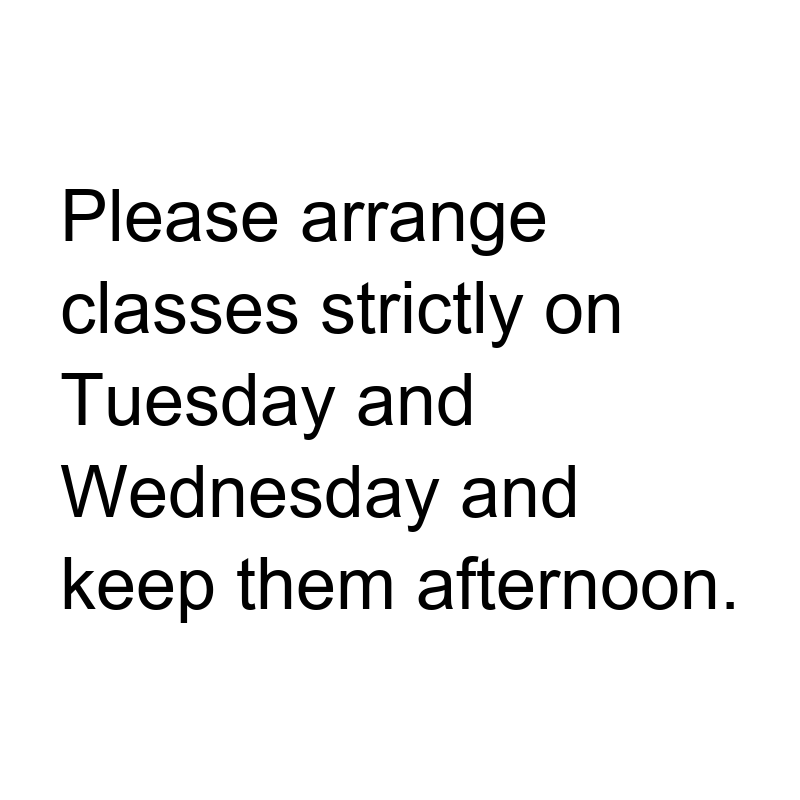 Please arrange
classes strictly on
Tuesday and
Wednesday and
keep them afternoon.